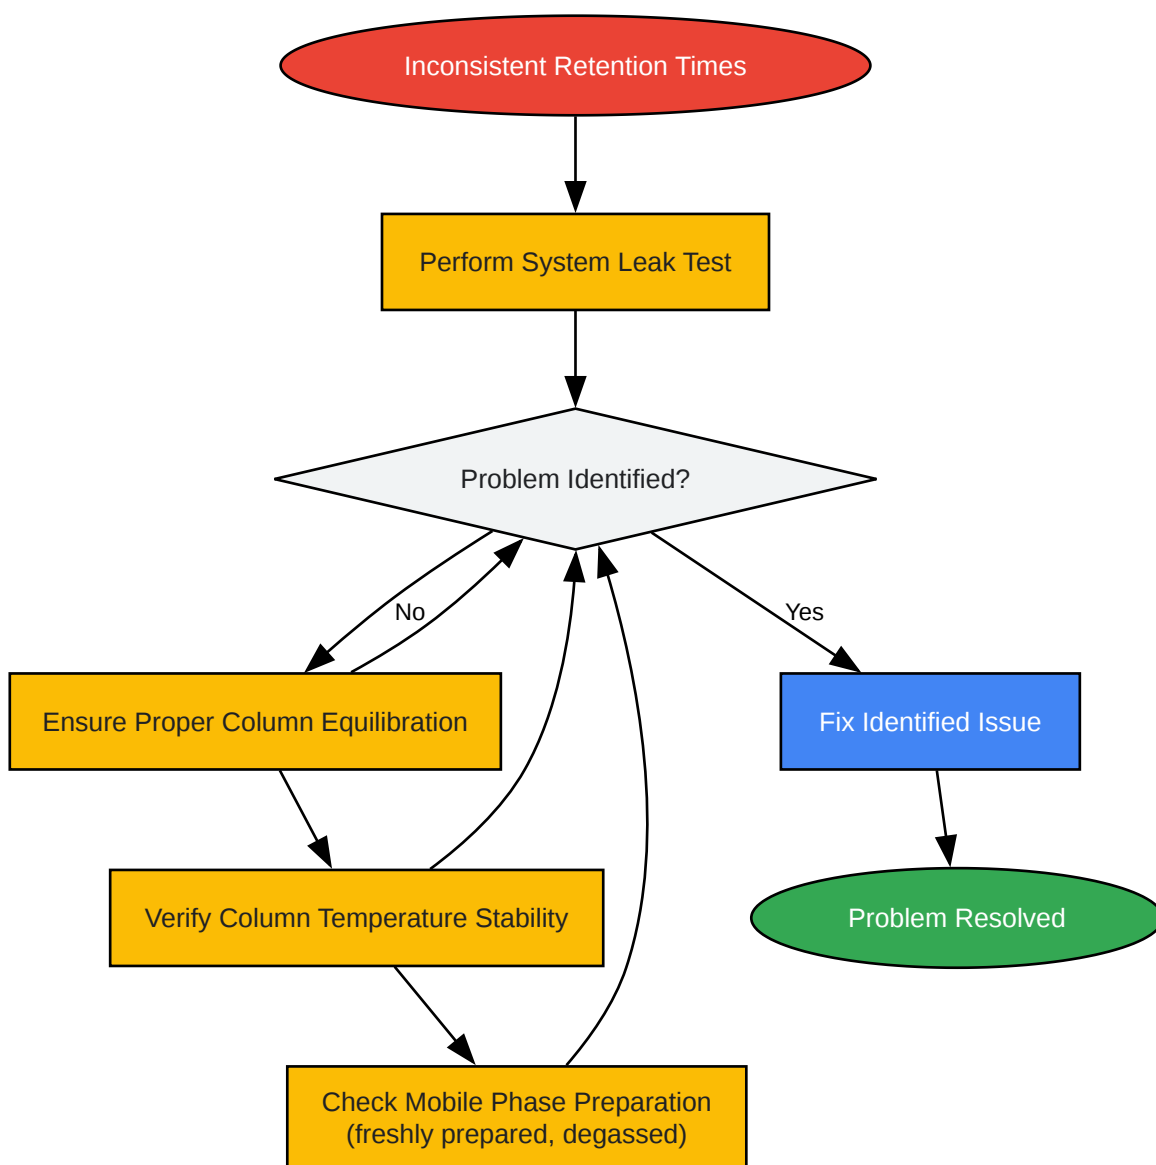 Inconsistent Retention Times
Perform System Leak Test
Problem Identified?
No
Yes
Ensure Proper Column Equilibration
Fix Identified Issue
Verify Column Temperature Stability
Problem Resolved
Check Mobile Phase Preparation
(freshly prepared, degassed)